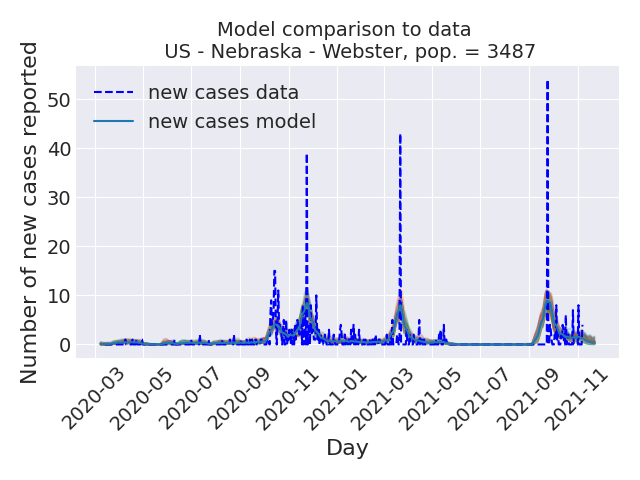 Model comparison to data
US - Nebraska - Webster, pop. = 3487
Number of new cases reported
50
40
30
20
10
0
new cases data
new cases model
2020-03
2020-05
2020-07
2020-09
2020-11
2021-01
2021-03
2021-05
2021-07
2021-09
2021-11
Day